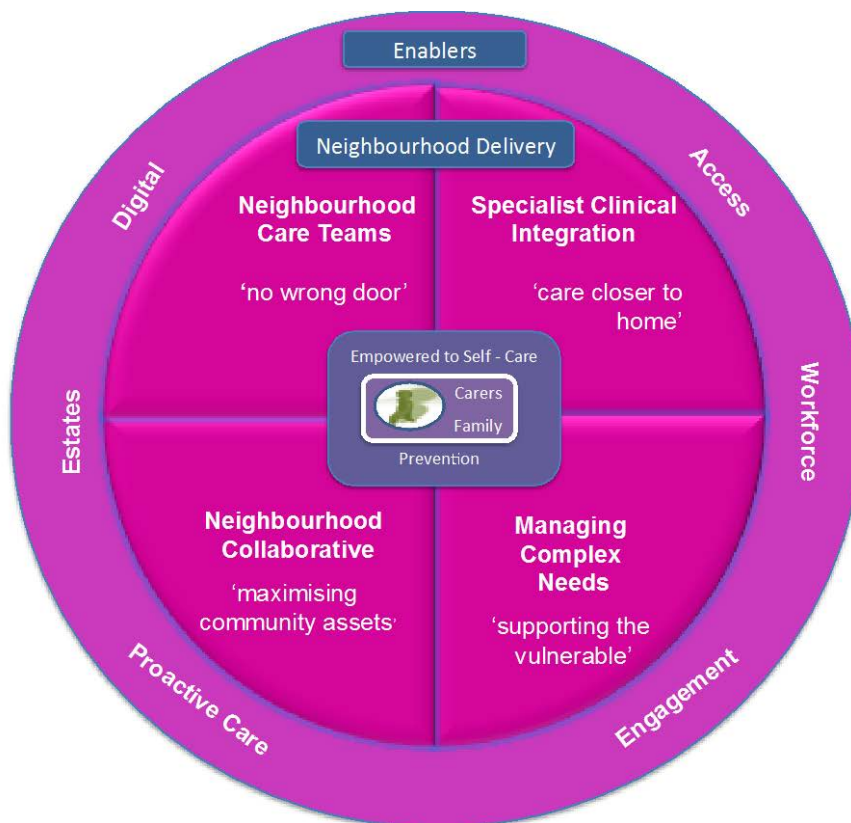 Enablers
Neighbourhood Delivery
Digital
Access
Neighbourhood
Care Teams
‘no wrong door’
Specialist Clinical
Integration
‘care closer to
home’
Empowered to Self - Care
Carers
Family
Prevention
Estates
Workforce
Neighbourhood
Collaborative
‘maximising
community assets’
Managing
Complex
Needs
‘supporting the
vulnerable’
Proactive Care
Engagement